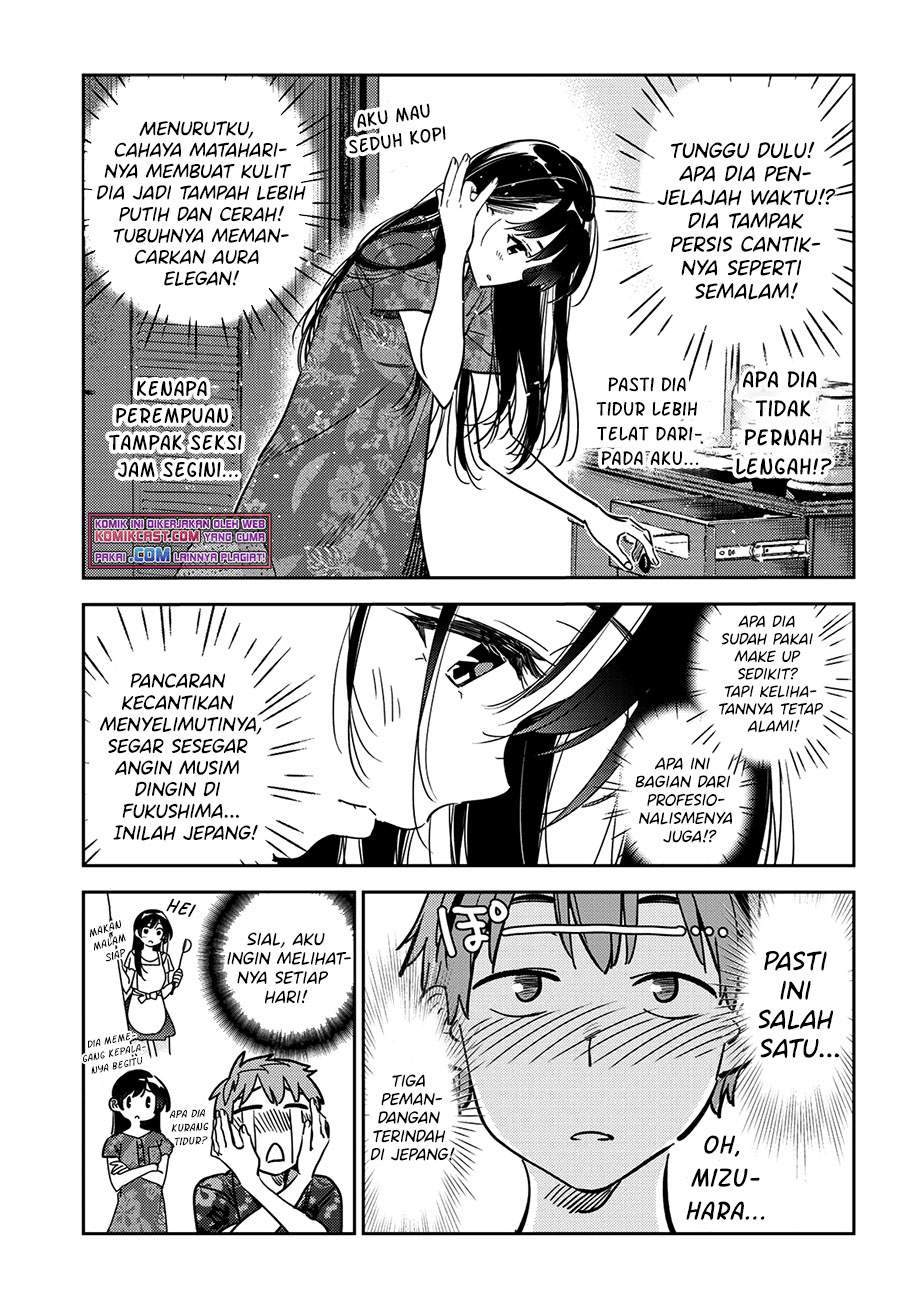 TUNGGU DULU!
APA DIA PEN-
JELAJAH WAKTU!?
DIA TAMPAK
PERSIS CANTIK-
NYA SEPERTI
SEMALAM!
AKU MAU
SEDUH KOPI
MENURUTKU,
CAHAYA MATAHARI-
NYA MEMBUAT KULIT
DIA JADI TAMPAH LEBIH
PUTIH DAN CERAH!
TUBUHNYA MEMAN-
CARKAN AURA
ELEGAN!
APA DIA
TIDAK
PERNAH
LENGAH!?
PASTI DIA
TIDUR LEBIH
TELAT DARI-
PADA AKU...
KENAPA
PEREMPUAN
TAMPAK SEKSI
JAM SEGINI...
KOMIK INI DIKERJAKAN OLEH WEB
KOMIKCAST.COM YANG CUMA
PAKAI .COM LAINNYA PLAGIAT!
APA DIA
SUDAH PAKAI
MAKE UP
SEDIKIT?
TAPI KELIHA-
TANNYA TETAP
ALAMI!
APA INI
BAGIAN DARI
PROFESIO-
NALISMENYA
JUGA!?
PANCARAN
KECANTIKAN
MENYELIMUTINYA,
SEGAR SESEGAR
ANGIN MUSIM
DINGIN DI
FUKUSHIMA...
INILAH JEPANG!
PASTI
INI
SALAH
SATU...
ぽー…
TIGA
PEMAN-
DANGAN
TERINDAH
DI JEPANG!
OH,
MIZU-
HARA...
SIAL, AKU
INGIN MELIHAT-
NYA SETIAP
HARI!
HEI
MAKAN
MALAM
SIAP
DIA MEME-
GANG KEPALA-
NYA BEGITU
APA DIA
KURANG
TIDUR?